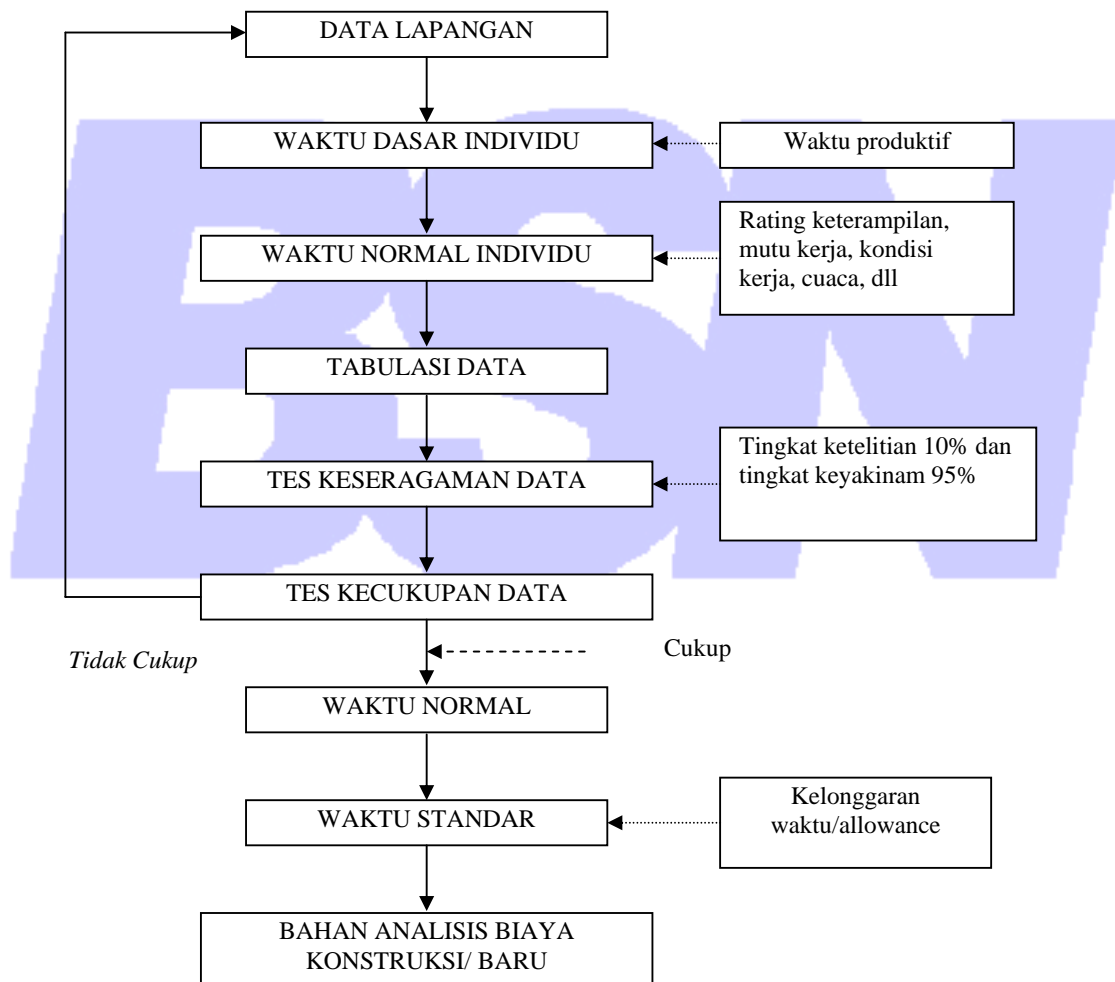 DATA LAPANGAN
WAKTU DASAR INDIVIDU
Waktu produktif
WAKTU NORMAL INDIVIDU
Rating keterampilan,
mutu kerja, kondisi
kerja, cuaca, dll
TABULASI DATA
TES KESERAGAMAN DATA
Tingkat ketelitian 10% dan
tingkat keyakinam 95%
TES KECUKUPAN DATA
Tidak Cukup
Cukup
WAKTU NORMAL
WAKTU STANDAR
Kelonggaran
waktu/allowance
BAHAN ANALISIS BIAYA
KONSTRUKSI/ BARU
BSN